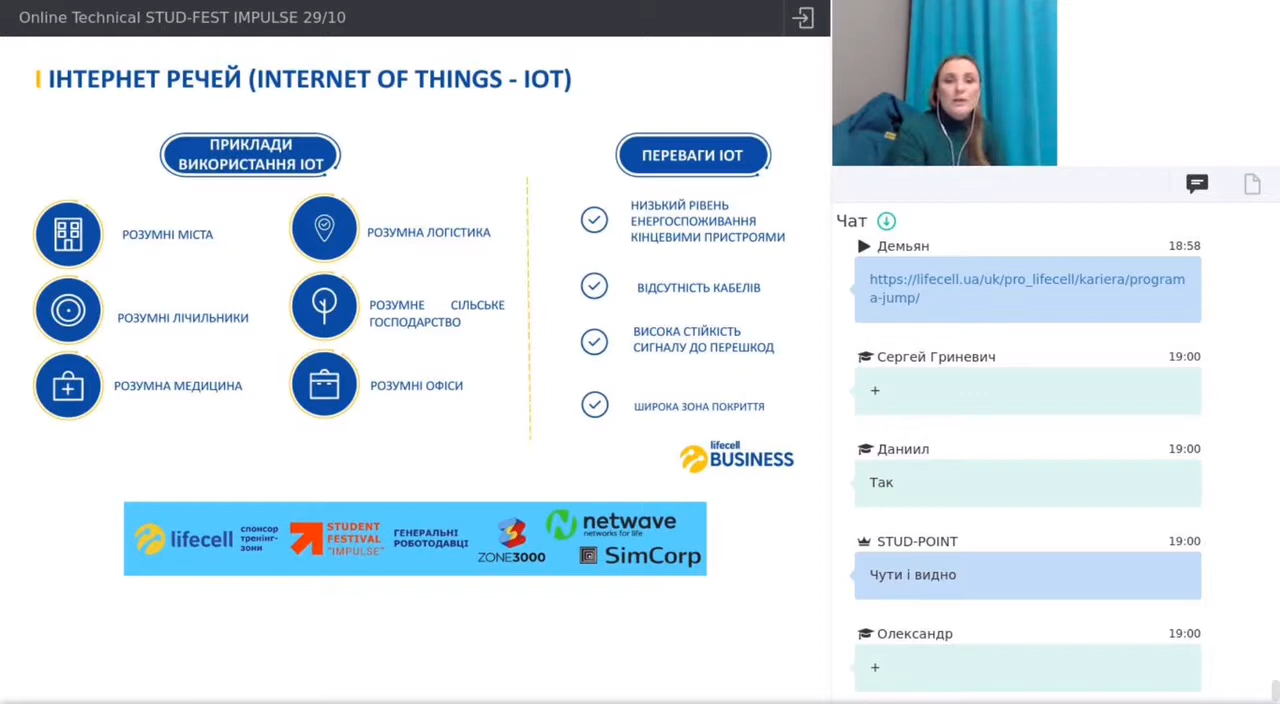 Online Technical STUD-FEST IMPULSE 29/10
ІНТЕРНЕТ РЕЧЕЙ (INTERNET OF THINGS - IOT)
ПРИКЛАДИ
ВИКОРИСТАННЯ ІОТ
РОЗУМНІ МІСТА
РОЗУМНІ ЛІЧИЛЬНИКИ
РОЗУМНА МЕДИЦИНА
РОЗУМНА ЛОГІСТИКА
РОЗУМНЕ СІЛЬСЬКЕ
ГОСПОДАРСТВО
РОЗУМНІ ОФІСИ
ПЕРЕВАГИ ІОТ
НИЗЬКИЙ РІВЕНЬ
ЕНЕРГОСПОЖИВАННЯ
КІНЦЕВИМИ ПРИСТРОЯМИ
ВІДСУТНІСТЬ КАБЕЛІВ
ВИСОКА СТІЙКІСТЬ
СИГНАЛУ ДО ПЕРЕШКОД
ШИРОКА ЗОНА ПОКРИТТЯ
lifecell
BUSINESS
lifecell
спонсор
тренінг-
зони
STUDENT
FESTIVAL
"IMPULSE"
ГЕНЕРАЛЬНІ
РОБОТОДАВЦІ
ZONE3000
netwave
networks for life
SimCorp
Чат
Демьян 18:58
https://lifecell.ua/uk/pro_lifecell/kariera/program
a-jump/
Сергей Гриневич 19:00
+
Даниил 19:00
Так
STUD-POINT 19:00
Чути і видно
Олександр 19:00
+